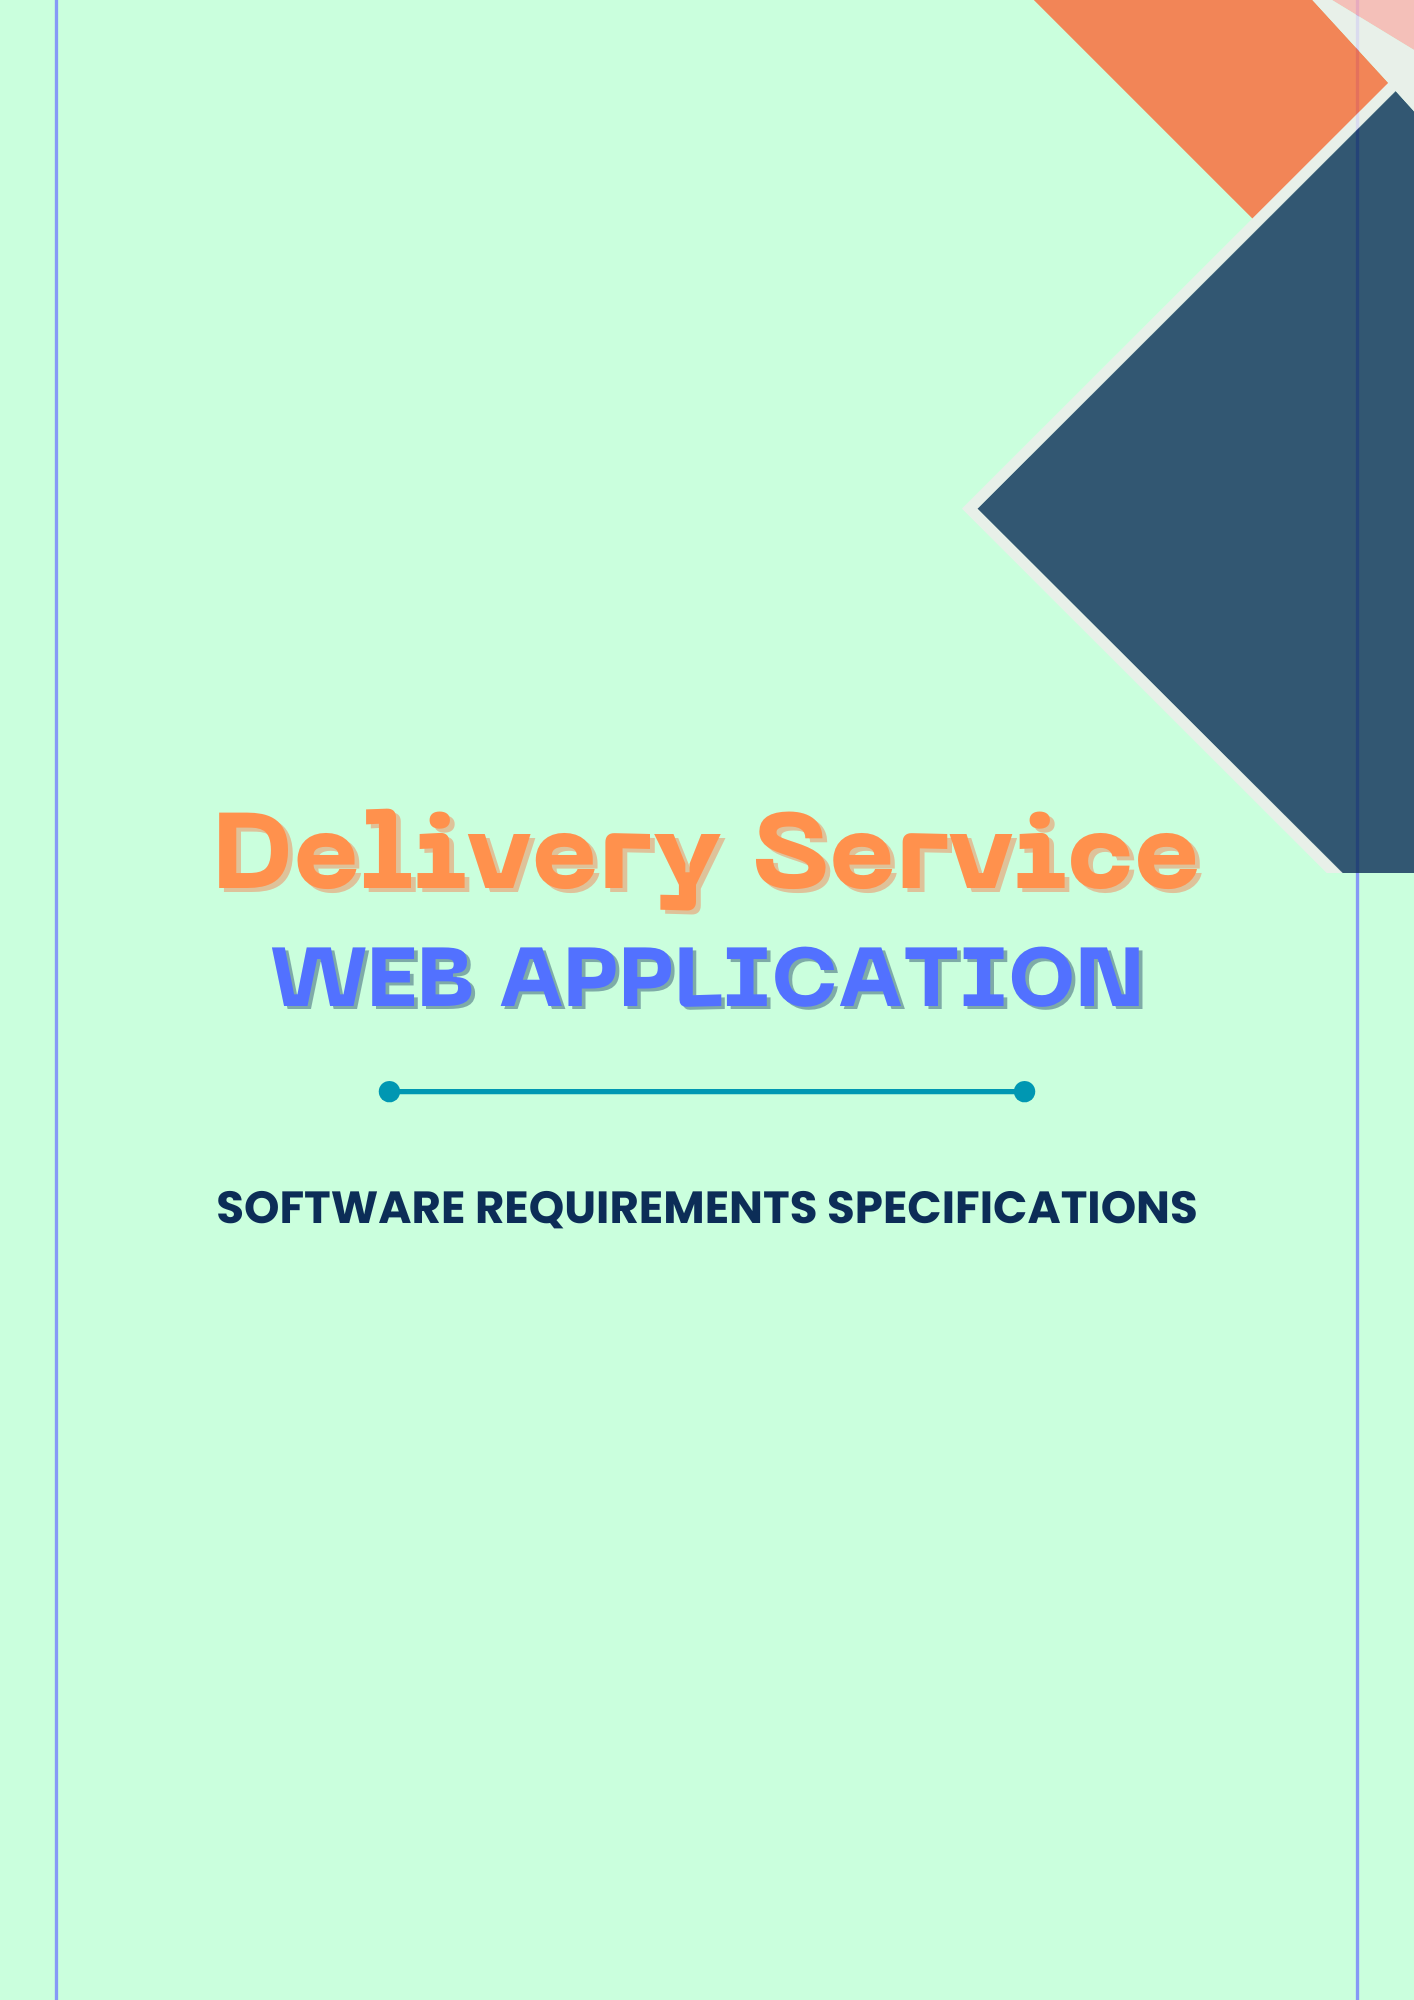 Delivery Service
WEB APPLICATION
SOFTWARE REQUIREMENTS SPECIFICATIONS